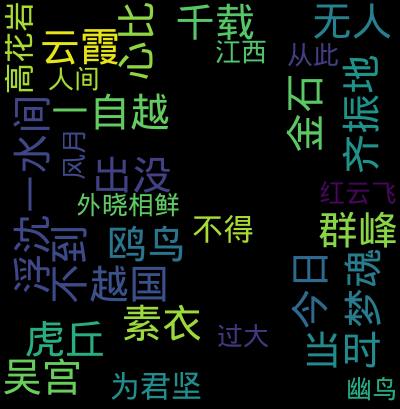 高花岩
心比
千载
无人
云霞
江西
从此
人间
一自越
金石
齐振地
一水间
风月
出没
外晓相鲜
红云飞
浮沈
不到
鸥鸟
不得
群峰
越国
今日
梦魂
素衣
虎丘
过大
当时
吴宫
为君坚
幽鸟